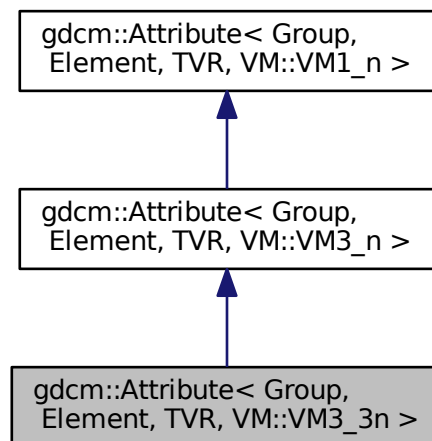 gdcm::Attribute< Group,
Element, TVR, VM::VM1_n >
gdcm::Attribute< Group,
Element, TVR, VM::VM3_n >
gdcm::Attribute< Group,
Element, TVR, VM::VM3_3n >